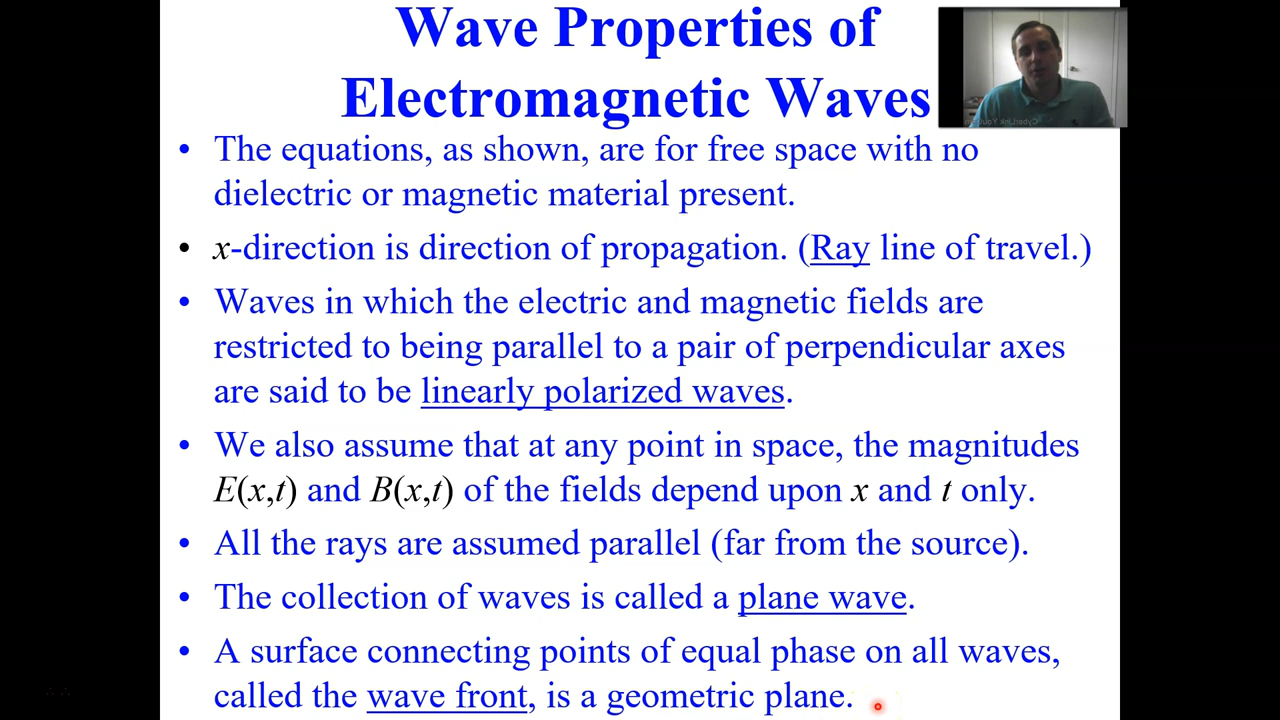 Wave Properties of
Electromagnetic Waves
• The equations, as shown, are for free space with no
dielectric or magnetic material present.
• x-direction is direction of propagation. (Ray line of travel.)
• Waves in which the electric and magnetic fields are
restricted to being parallel to a pair of perpendicular axes
are said to be linearly polarized waves.
• We also assume that at any point in space, the magnitudes
E(x,t) and B(x,t) of the fields depend upon x and t only.
• All the rays are assumed parallel (far from the source).
• The collection of waves is called a plane wave.
• A surface connecting points of equal phase on all waves,
called the wave front, is a geometric plane.